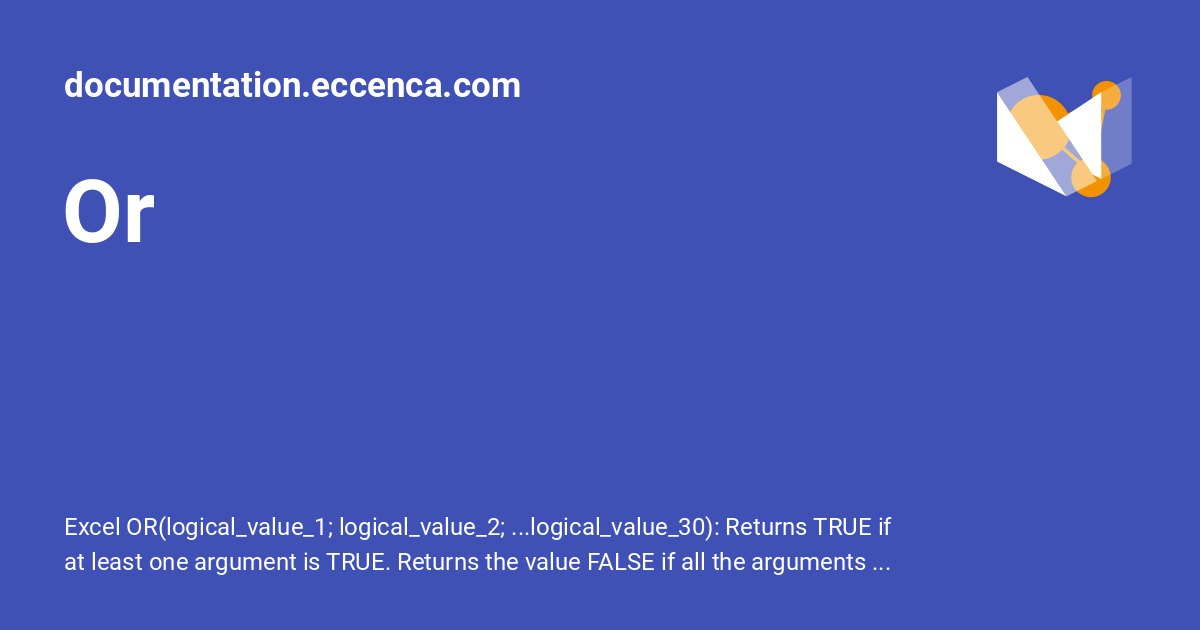 documentation.eccenca.com
Or
Excel OR(logical_value_1; logical_value_2; ...logical_value_30): Returns TRUE if
at least one argument is TRUE. Returns the value FALSE if all the arguments ...